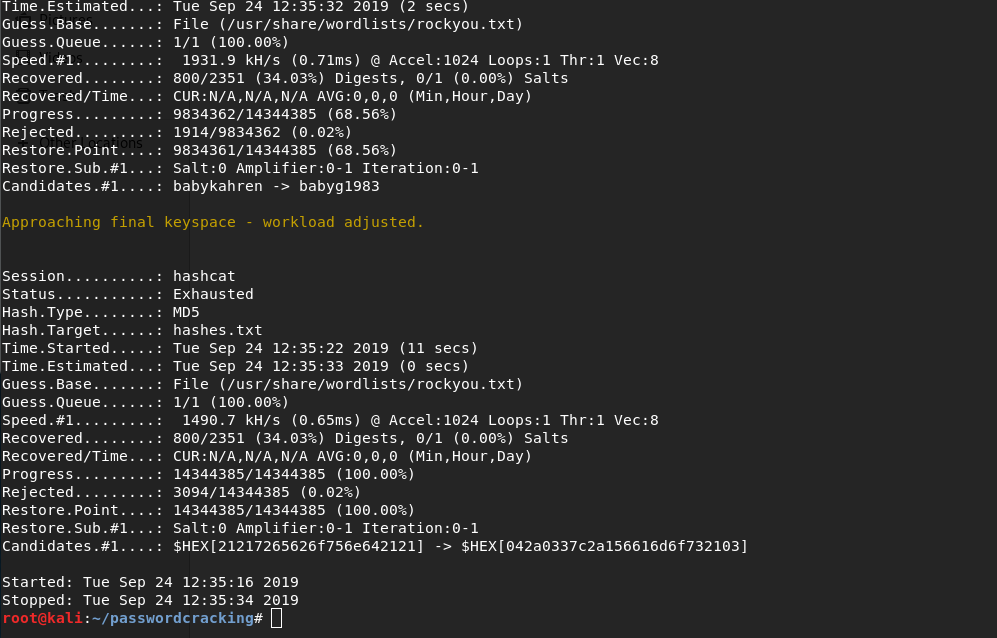 Time.Estimated...: Tue Sep 24 12:35:32 2019 (2 secs)
Guess.Base.......: File (/usr/share/wordlists/rockyou.txt)
Guess.Queue......: 1/1 (100.00%)
Speed.#1.........:  1931.9 kH/s (0.71ms) @ Accel:1024 Loops:1 Thr:1 Vec:8
Recovered........: 800/2351 (34.03%) Digests, 0/1 (0.00%) Salts
Recovered/Time...: CUR:N/A,N/A,N/A AVG:0,0,0 (Min,Hour,Day)
Progress.........: 9834362/14344385 (68.56%)
Rejected.........: 1914/9834362 (0.02%)
Restore.Point....: 9834361/14344385 (68.56%)
Restore.Sub.#1...: Salt:0 Amplifier:0-1 Iteration:0-1
Candidates.#1....: babykahren -> babyg1983
Approaching final keyspace - workload adjusted.
Session..........: hashcat
Status...........: Exhausted
Hash.Type........: MD5
Hash.Target......: hashes.txt
Time.Started.....: Tue Sep 24 12:35:22 2019 (11 secs)
Time.Estimated...: Tue Sep 24 12:35:33 2019 (0 secs)
Guess.Base.......: File (/usr/share/wordlists/rockyou.txt)
Guess.Queue......: 1/1 (100.00%)
Speed.#1.........:  1490.7 kH/s (0.65ms) @ Accel:1024 Loops:1 Thr:1 Vec:8
Recovered........: 800/2351 (34.03%) Digests, 0/1 (0.00%) Salts
Recovered/Time...: CUR:N/A,N/A,N/A AVG:0,0,0 (Min,Hour,Day)
Progress.........: 14344385/14344385 (100.00%)
Rejected.........: 3094/14344385 (0.02%)
Restore.Point....: 14344385/14344385 (100.00%)
Restore.Sub.#1...: Salt:0 Amplifier:0-1 Iteration:0-1
Candidates.#1....: $HEX[21217265626f756e642121] -> $HEX[042a0337c2a156616d6f732103]
Started: Tue Sep 24 12:35:16 2019
Stopped: Tue Sep 24 12:35:34 2019
root@kali:~/passwordcracking#